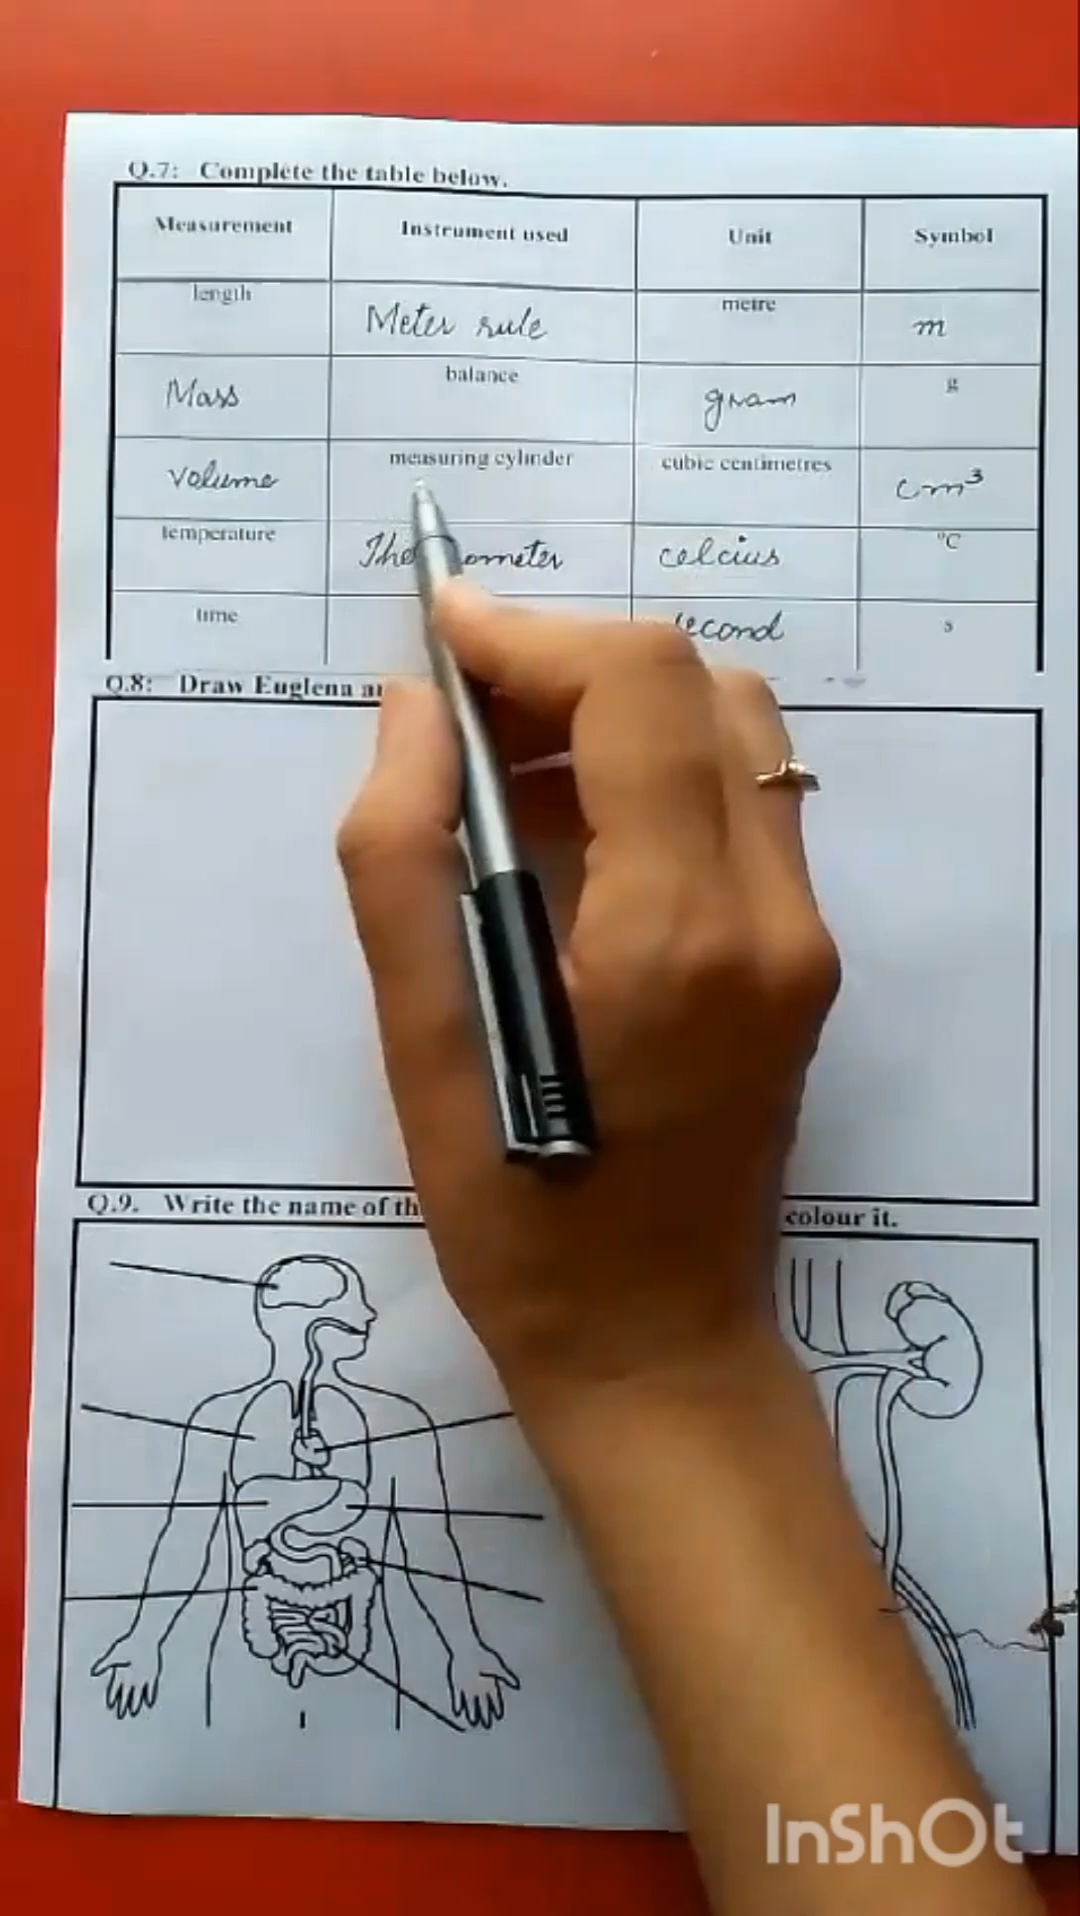 Q.7: Complete the table below.
Measurement Instrument used Unit Symbol
length Meter rule metre m
Mass balance gram g
volume measuring cylinder cubic centimetres cm³
temperature celcius °C
time second s
Q.8: Draw Euglena
Q.9. Write the name of colour it.
InShOt